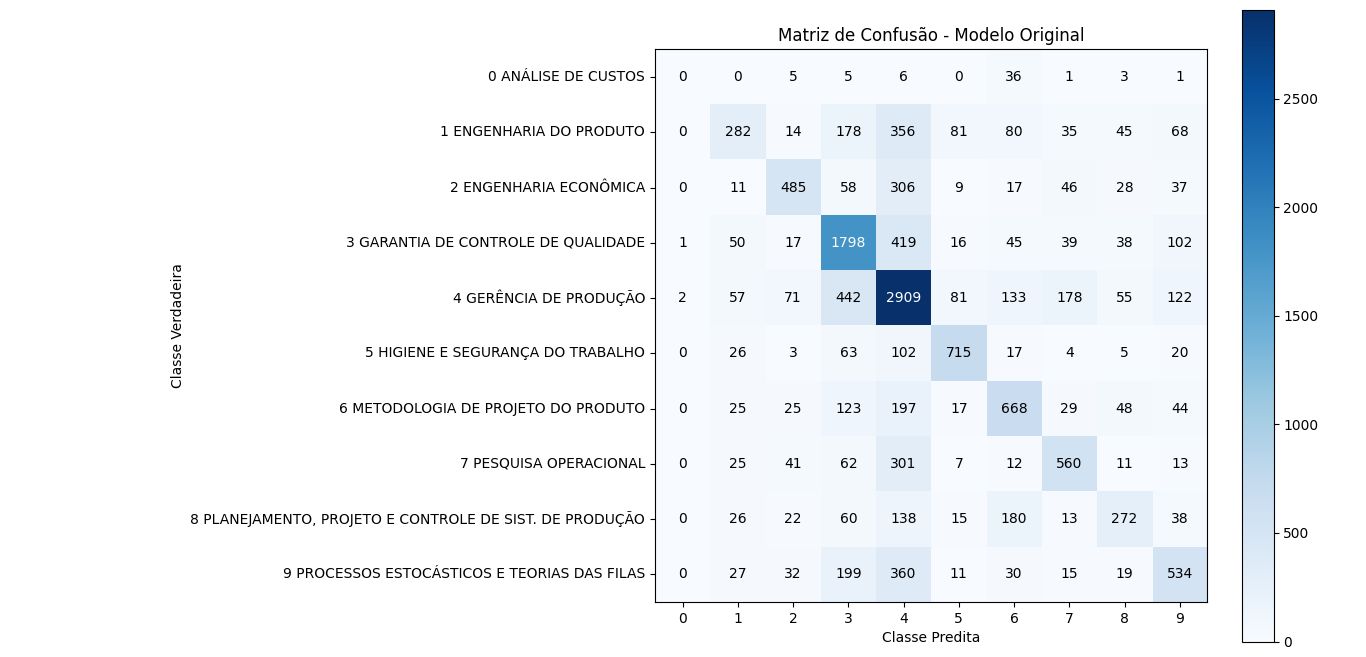 Matriz de Confusão - Modelo Original
0 ANÁLISE DE CUSTOS 0 0 5 5 6 0 36 1 3 1
1 ENGENHARIA DO PRODUTO 0 282 14 178 356 81 80 35 45 68
2 ENGENHARIA ECONÔMICA 0 11 485 58 306 9 17 46 28 37
3 GARANTIA DE CONTROLE DE QUALIDADE 1 50 17 1798 419 16 45 39 38 102
4 GERÊNCIA DE PRODUÇÃO 2 57 71 442 2909 81 133 178 55 122
5 HIGIENE E SEGURANÇA DO TRABALHO 0 26 3 63 102 715 17 4 5 20
6 METODOLOGIA DE PROJETO DO PRODUTO 0 25 25 123 197 17 668 29 48 44
7 PESQUISA OPERACIONAL 0 25 41 62 301 7 12 560 11 13
8 PLANEJAMENTO, PROJETO E CONTROLE DE SIST. DE PRODUÇÃO 0 26 22 60 138 15 180 13 272 38
9 PROCESSOS ESTOCÁSTICOS E TEORIAS DAS FILAS 0 27 32 199 360 11 30 15 19 534
0 1 2 3 4 5 6 7 8 9
Classe Predita
Classe Verdadeira
2500
2000
1500
1000
500
0